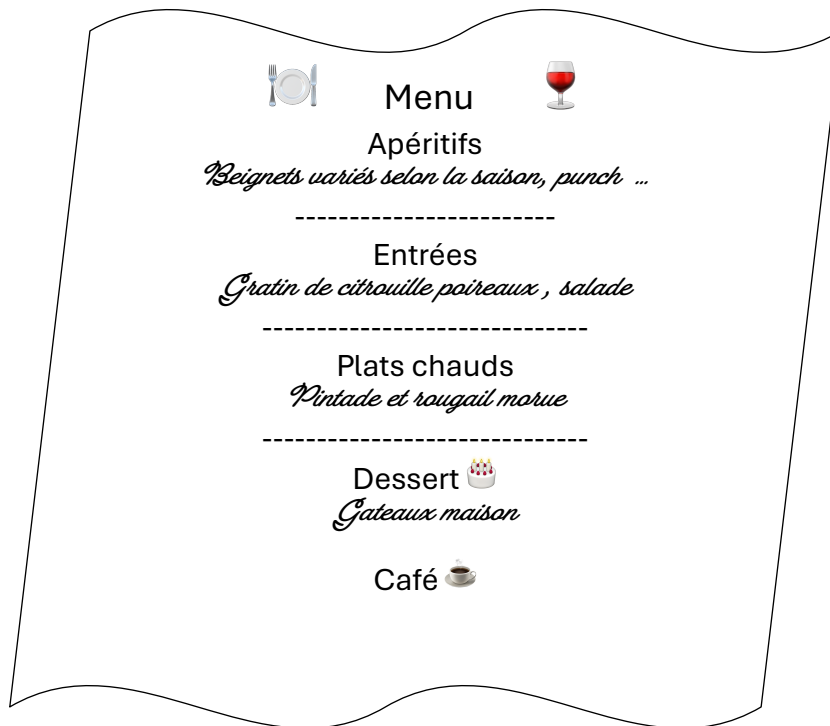 Menu
Apéritifs
Beignets variés selon la saison, punch ...
------------------------
Entrées
Gratin de citrouille poireaux , salade
------------------------------
Plats chauds
Pintade et rougail morue
------------------------------
Dessert
Gateaux maison
Café